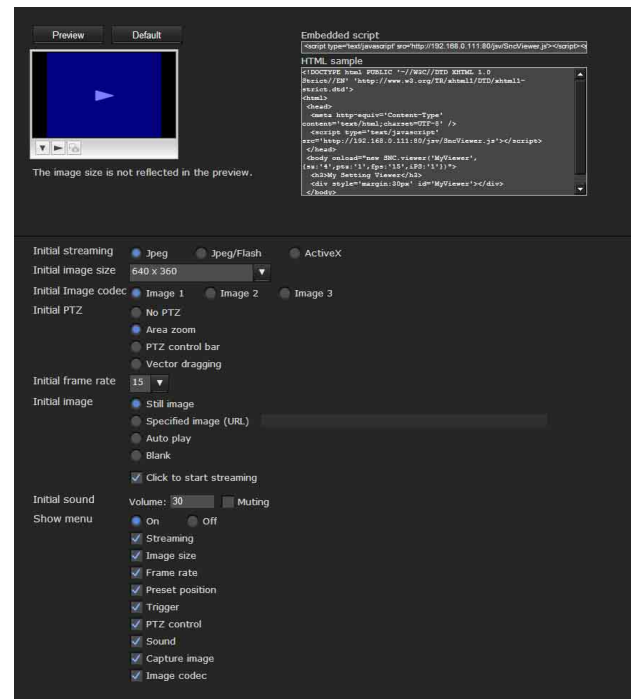 Preview Default
Embedded script
<script type='text/javascript' src='http://192.168.0.111:80/jsv/SncViewer.js'></script><s
HTML sample
<!DOCTYPE html PUBLIC '-//W3C//DTD XHTML 1.0
Strict//EN' 'http://www.w3.org/TR/xhtml1/DTD/xhtml1-
strict.dtd'>
<html>
<head>
<meta http-equiv='Content-Type'
content='text/html;charset=UTF-8' />
<script type='text/javascript'
src='http://192.168.0.111:80/jsv/SncViewer.js'></script>
</head>
<body onload="new SNC.viewer('MyViewer',
{sz:'4',ptz:'1',fps:'15',iPS:'1'})">
<h3>My Setting Viewer</h3>
<div style='margin:30px' id='MyViewer'></div>
</body>
The image size is not reflected in the preview.
Initial streaming Jpeg Jpeg/Flash ActiveX
Initial image size 640 x 360
Initial Image codec Image 1 Image 2 Image 3
Initial PTZ No PTZ
Area zoom
PTZ control bar
Vector dragging
Initial frame rate 15
Initial image Still image
Specified image (URL)
Auto play
Blank
Click to start streaming
Initial sound Volume: 30 Muting
Show menu On Off
Streaming
Image size
Frame rate
Preset position
Trigger
PTZ control
Sound
Capture image
Image codec